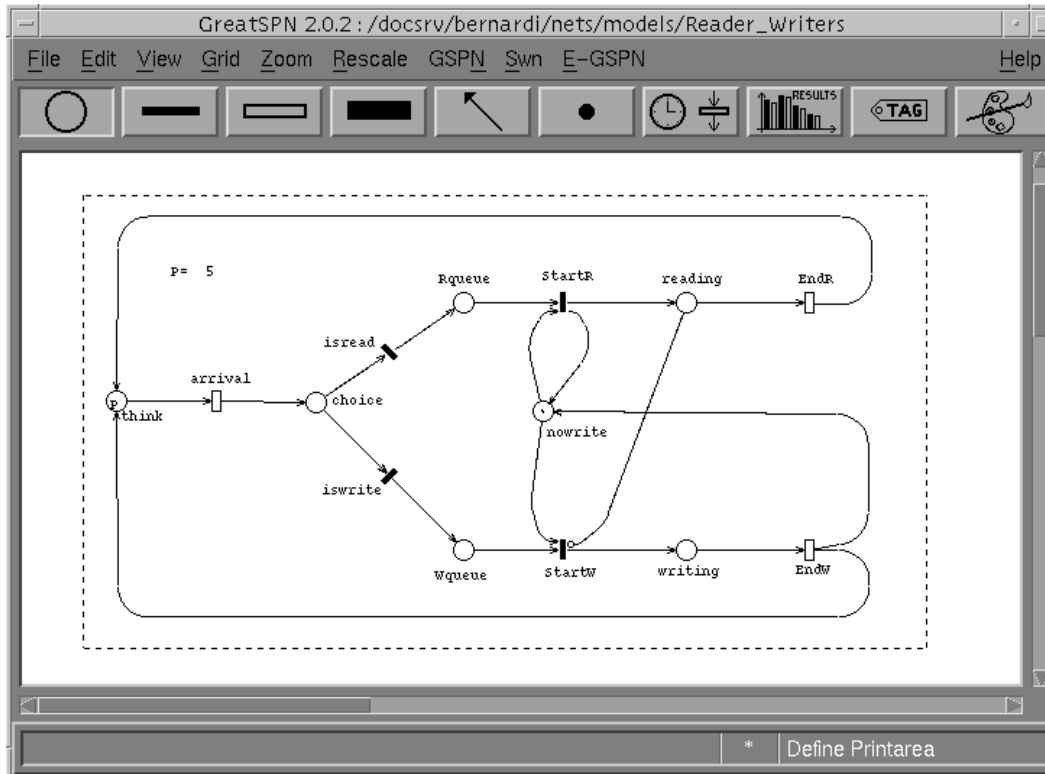 GreatSPN 2.0.2 : /docsrv/bernardi/nets/models/Reader_Writers
File Edit View Grid Zoom Rescale GSPN Swn E-GSPN Help
RESULTS
TAG
P= 5
Rqueue StartR reading EndR
isread
arrival
P think choice
nowrite
iswrite
Wqueue StartW writing EndW
* Define Printarea